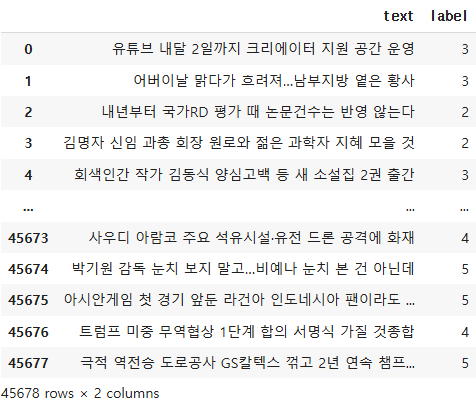 text label
0 유튜브 내달 2일까지 크리에이터 지원 공간 운영 3
1 어버이날 맑다가 흐려져...남부지방 옅은 황사 3
2 내년부터 국가RD 평가 때 논문건수는 반영 않는다 2
3 김명자 신임 과총 회장 원로와 젊은 과학자 지혜 모을 것 2
4 회색인간 작가 김동식 양심고백 등 새 소설집 2권 출간 3
... ... ...
45673 사우디 아람코 주요 석유시설·유전 드론 공격에 화재 4
45674 박기원 감독 눈치 보지 말고...비예나 눈치 본 건 아닌데 5
45675 아시안게임 첫 경기 앞둔 라건아 인도네시아 팬이라도 ... 5
45676 트럼프 미중 무역협상 1단계 합의 서명식 가질 것종합 4
45677 극적 역전승 도로공사 GS칼텍스 꺾고 2년 연속 챔프... 5
45678 rows × 2 columns